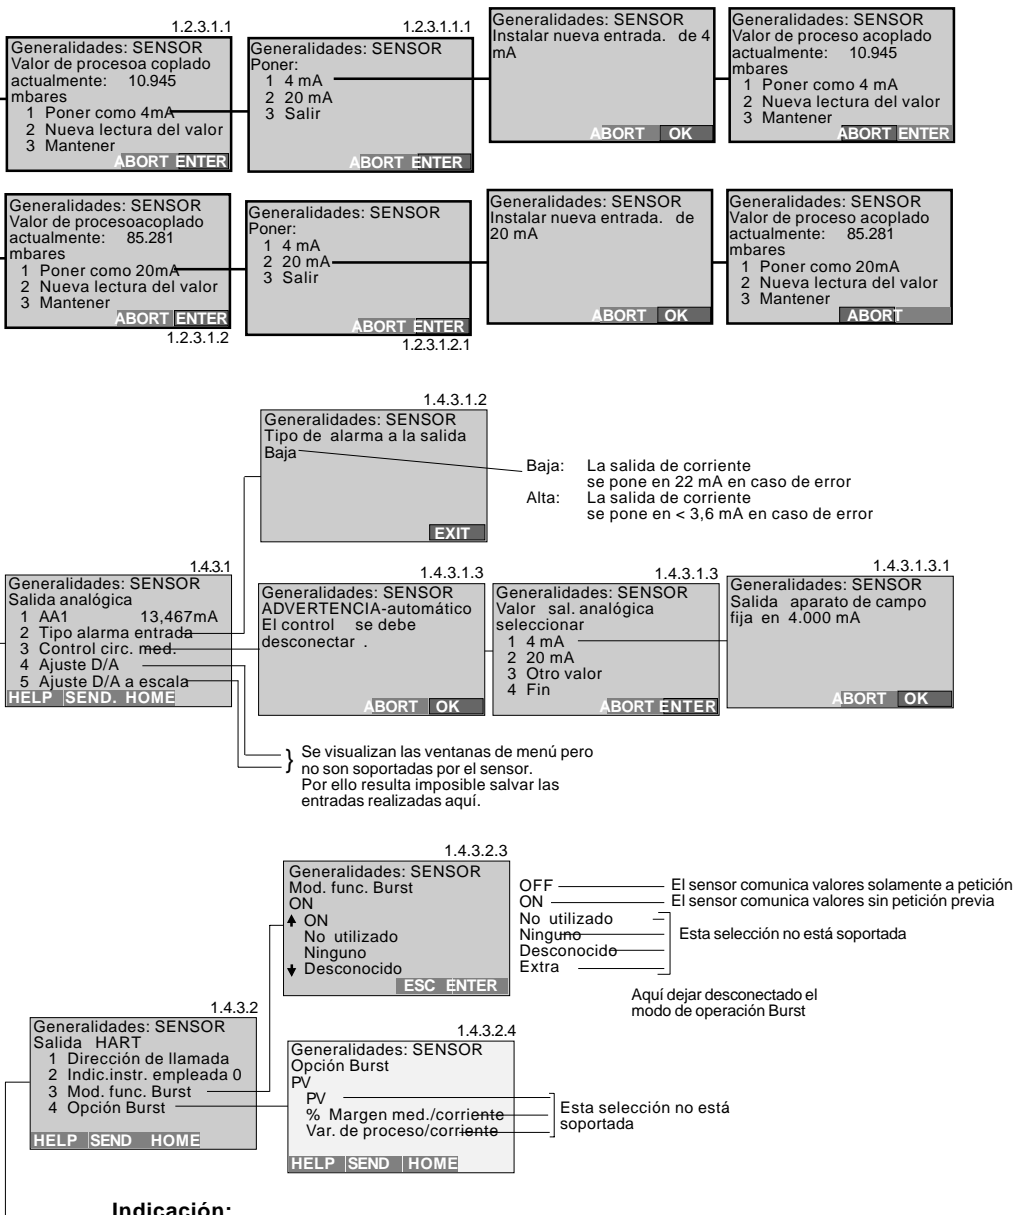 1.2.3.1.1
Generalidades: SENSOR
Valor de procesoa coplado
actualmente: 10.945
mbares
1 Poner como 4mA
2 Nueva lectura del valor
3 Mantener
ABORT ENTER
1.2.3.1.1.1
Generalidades: SENSOR
Poner:
1 4 mA
2 20 mA
3 Salir
ABORT ENTER
Generalidades: SENSOR
Instalar nueva entrada. de 4
mA
ABORT OK
Generalidades: SENSOR
Valor de proceso acoplado
actualmente: 10.945
mbares
1 Poner como 4 mA
2 Nueva lectura del valor
3 Mantener
ABORT ENTER
Generalidades: SENSOR
Valor de procesoacoplado
actualmente: 85.281
mbares
1 Poner como 20mA
2 Nueva lectura del valor
3 Mantener
ABORT ENTER
1.2.3.1.2
Generalidades: SENSOR
Poner:
1 4 mA
2 20 mA
3 Salir
ABORT ENTER
1.2.3.1.2.1
Generalidades: SENSOR
Instalar nueva entrada. de
20 mA
ABORT OK
Generalidades: SENSOR
Valor de proceso acoplado
actualmente: 85.281
mbares
1 Poner como 20mA
2 Nueva lectura del valor
3 Mantener
ABORT
1.4.3.1.2
Generalidades: SENSOR
Tipo de alarma a la salida
Baja
EXIT
Baja: La salida de corriente
se pone en 22 mA en caso de error
Alta: La salida de corriente
se pone en < 3,6 mA en caso de error
1.4.3.1
Generalidades: SENSOR
Salida analógica
1 AA1 13,467mA
2 Tipo alarma entrada
3 Control circ. med.
4 Ajuste D/A
5 Ajuste D/A a escala
HELP SEND. HOME
1.4.3.1.3
Generalidades: SENSOR
ADVERTENCIA-automático
El control se debe
desconectar .
ABORT OK
1.4.3.1.3
Generalidades: SENSOR
Valor sal. analógica
seleccionar
1 4 mA
2 20 mA
3 Otro valor
4 Fin
ABORT ENTER
1.4.3.1.3.1
Generalidades: SENSOR
Salida aparato de campo
fija en 4.000 mA
ABORT OK
} Se visualizan las ventanas de menú pero
no son soportadas por el sensor.
Por ello resulta imposible salvar las
entradas realizadas aquí.
1.4.3.2.3
Generalidades: SENSOR
Mod. func. Burst
ON
ON
No utilizado
Ninguno
Desconocido
ESC ENTER
OFF El sensor comunica valores solamente a petición
ON El sensor comunica valores sin petición previa
No utilizado
Ninguno Esta selección no está soportada
Desconocido
Extra
Aquí dejar desconectado el
modo de operación Burst
1.4.3.2
Generalidades: SENSOR
Salida HART
1 Dirección de llamada
2 Indic.instr. empleada 0
3 Mod. func. Burst
4 Opción Burst
HELP SEND HOME
1.4.3.2.4
Generalidades: SENSOR
Opción Burst
PV
PV
% Margen med./corriente
Var. de proceso/corriente
HELP SEND HOME
Esta selección no está
soportada
Indicación: